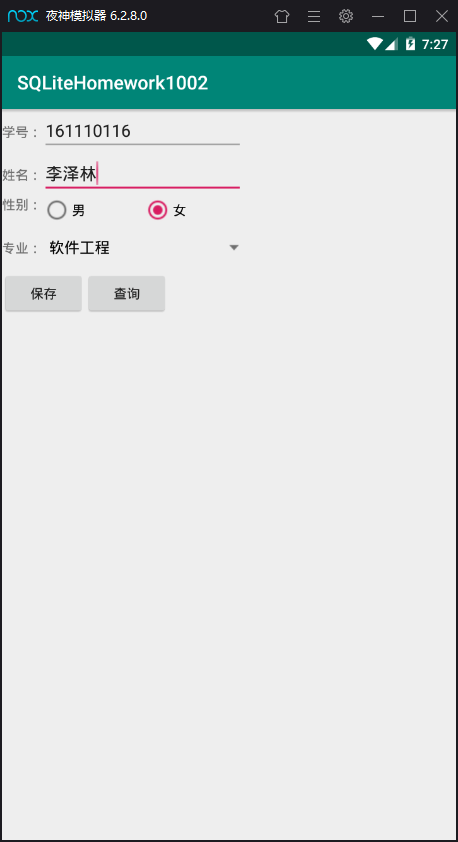 nox 夜神模拟器 6.2.8.0
7:27
SQLiteHomework1002
学号： 161110116
姓名： 李泽林
性别： 男 女
专业： 软件工程
保存 查询